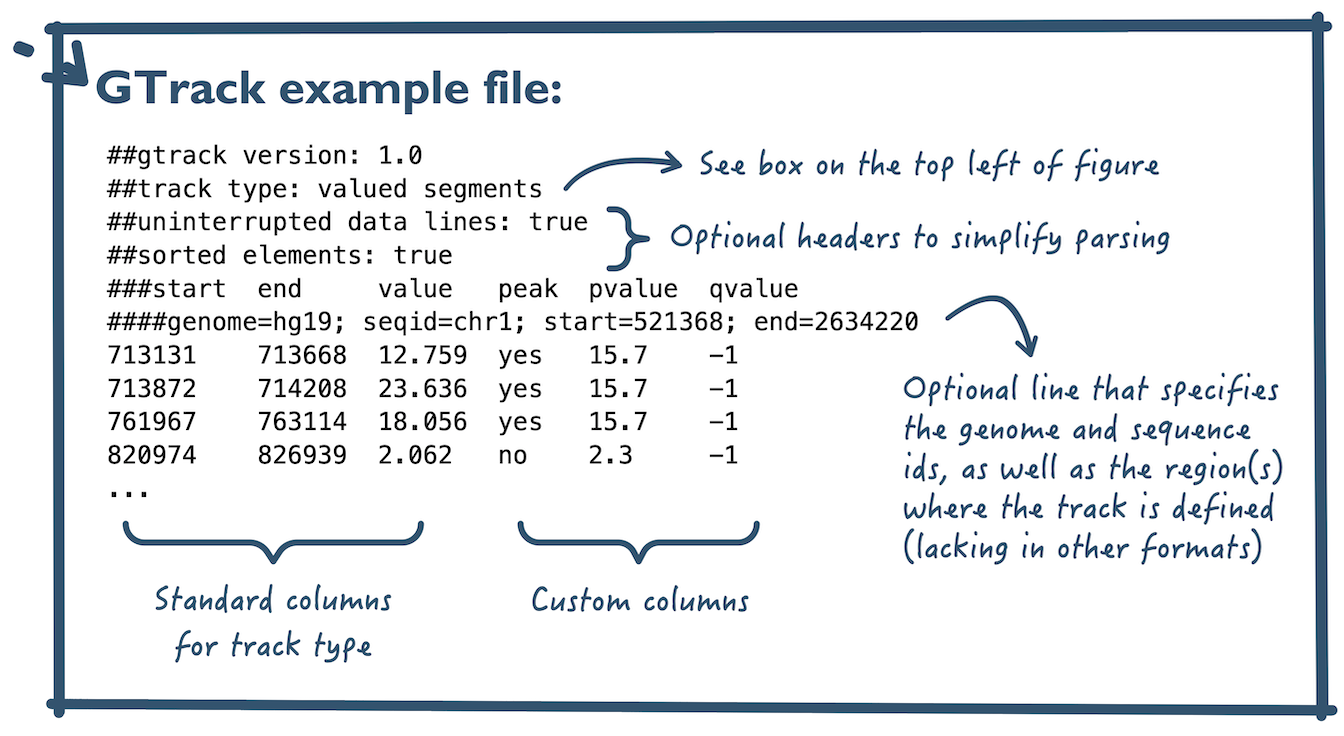 GTrack example file:
##gtrack version: 1.0
##track type: valued segments
See box on the top left of figure
##uninterrupted data lines: true
##sorted elements: true
Optional headers to simplify parsing
###start  end     value   peak  pvalue  qvalue
####genome=hg19; seqid=chr1; start=521368; end=2634220
713131    713668  12.759  yes   15.7    -1
713872    714208  23.636  yes   15.7    -1
761967    763114  18.056  yes   15.7    -1
820974    826939  2.062   no    2.3     -1
...
Optional line that specifies
the genome and sequence
ids, as well as the region(s)
where the track is defined
(lacking in other formats)
Standard columns
for track type
Custom columns